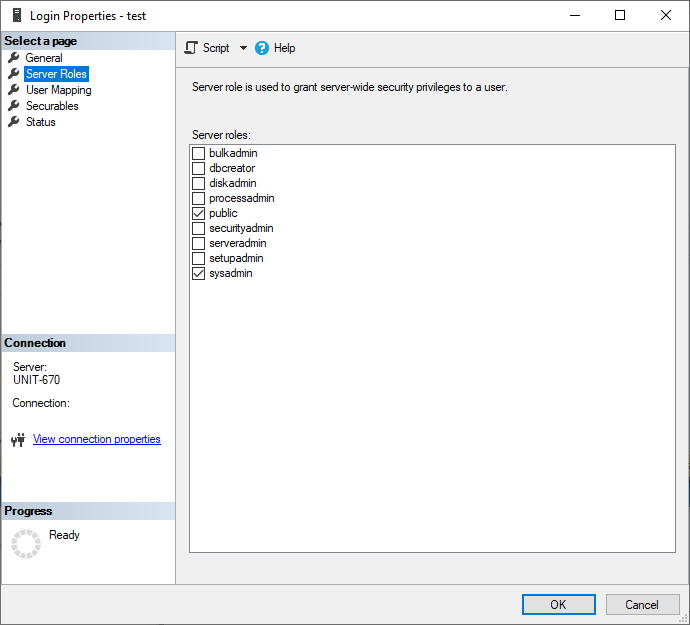 Login Properties - test
Select a page
General
Server Roles
User Mapping
Securables
Status
Connection
Server:
UNIT-670
Connection:
View connection properties
Progress
Ready
Script
Help
Server role is used to grant server-wide security privileges to a user.
Server roles:
bulkadmin
dbcreator
diskadmin
processadmin
public
securityadmin
serveradmin
setupadmin
sysadmin
OK
Cancel